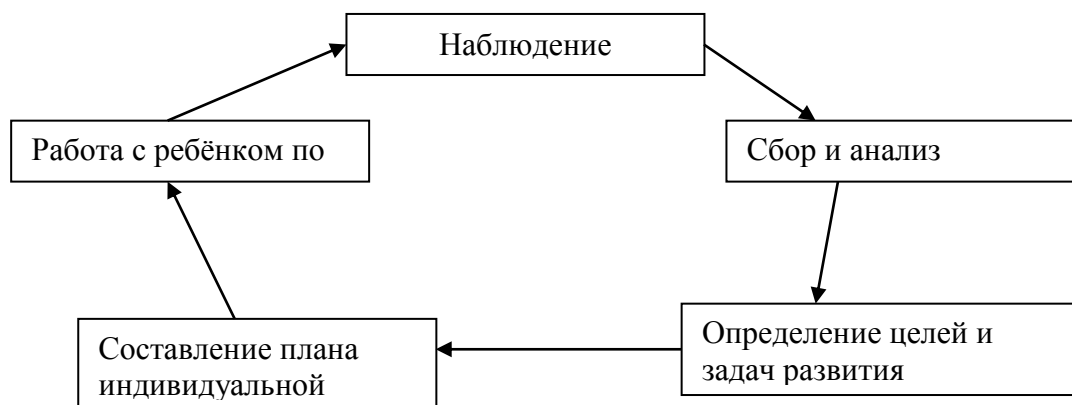 Наблюдение
Работа с ребёнком по
Сбор и анализ
Определение целей и
задач развития
Составление плана
индивидуальной